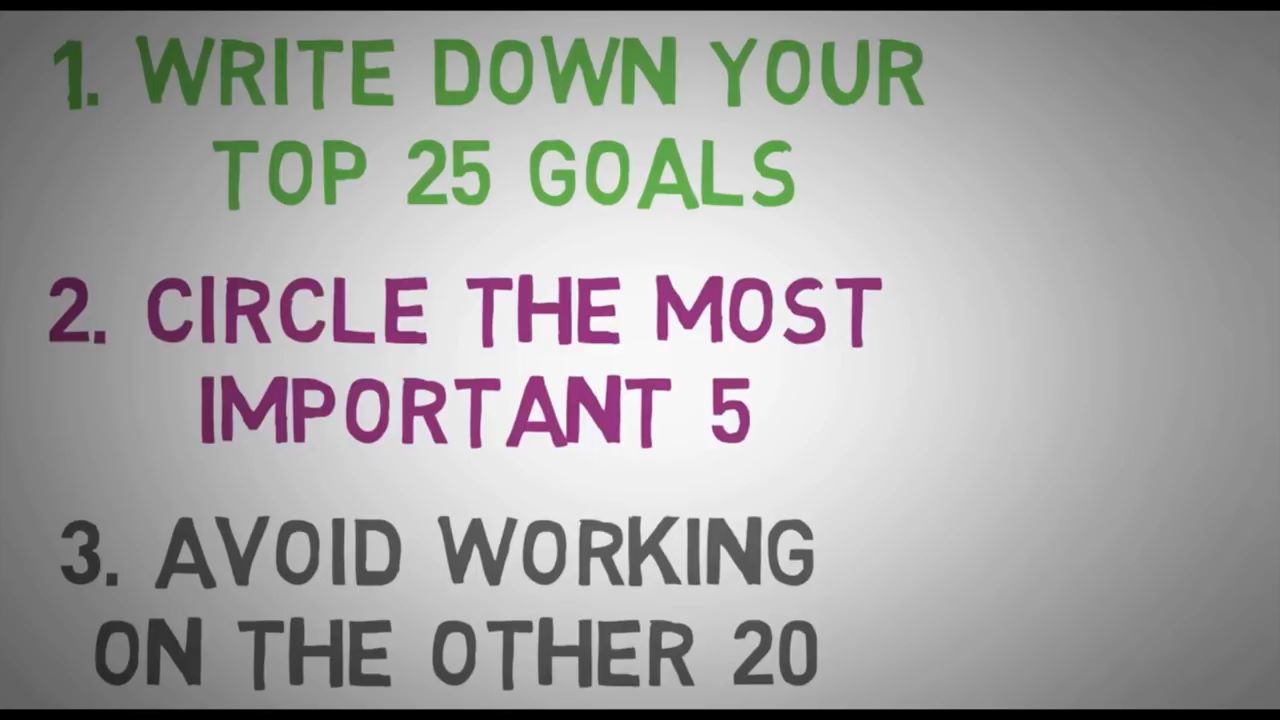 1. WRITE DOWN YOUR
TOP 25 GOALS
2. CIRCLE THE MOST
IMPORTANT 5
3. AVOID WORKING
ON THE OTHER 20